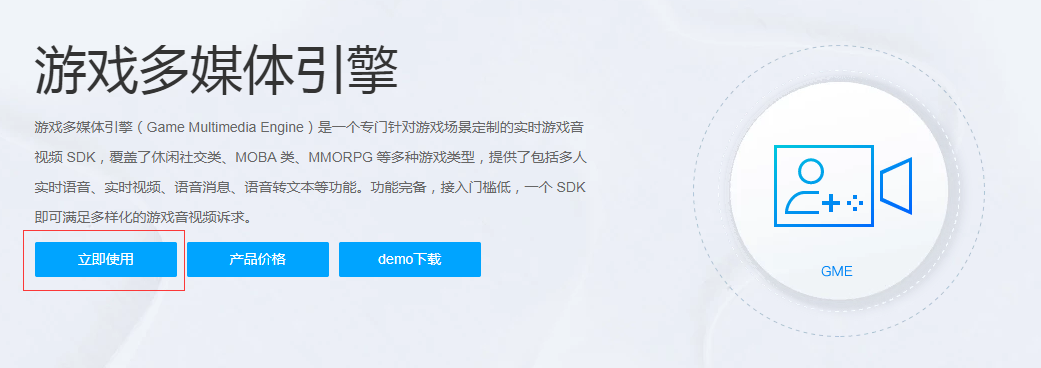 游戏多媒体引擎
游戏多媒体引擎（Game Multimedia Engine）是一个专门针对游戏场景定制的实时游戏音
视频 SDK，覆盖了休闲社交类、MOBA 类、MMORPG 等多种游戏类型，提供了包括多人
实时语音、实时视频、语音消息、语音转文本等功能。功能完备，接入门槛低，一个 SDK
即可满足多样化的游戏音视频诉求。
立即使用
产品价格
demo下载
GME